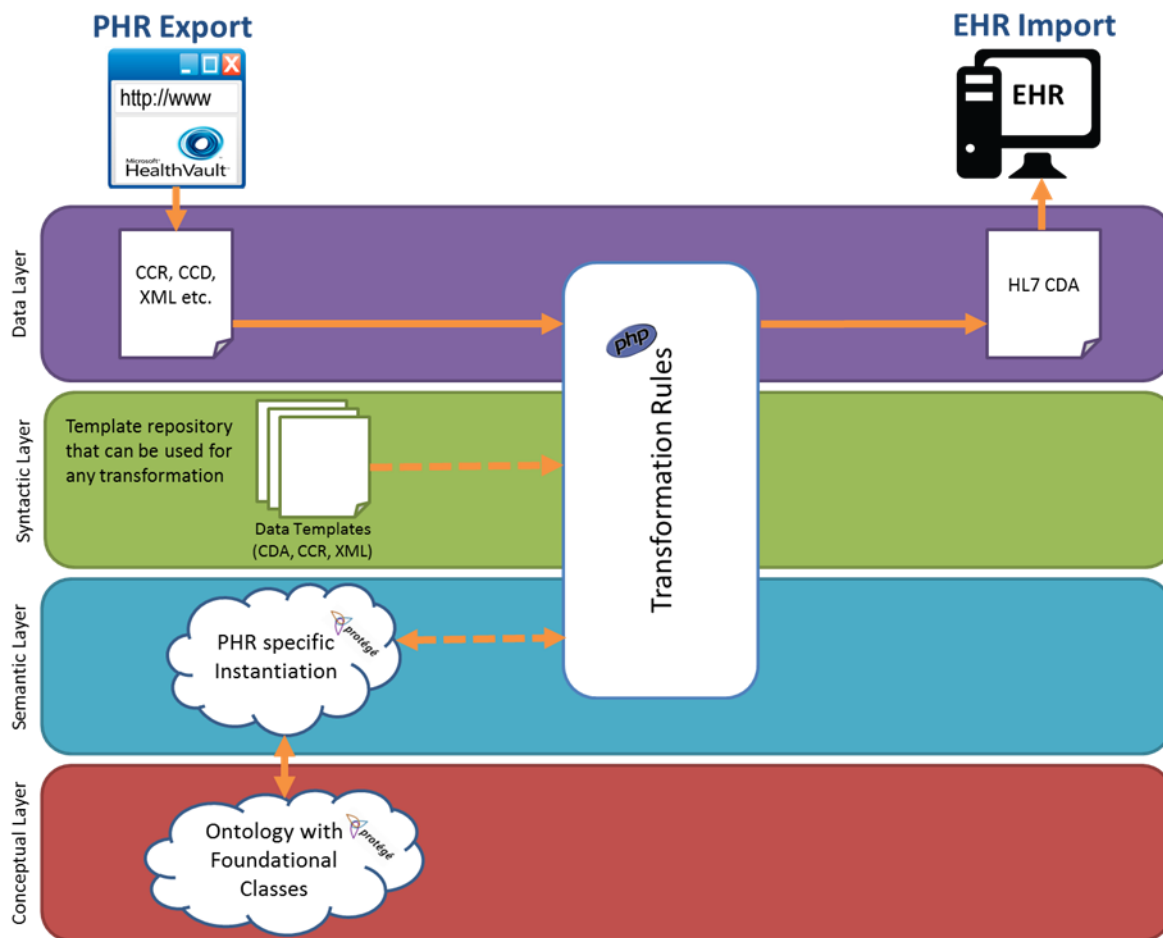 PHR Export
EHR Import
http://www
Microsoft®
HealthVault™
EHR
Data Layer
CCR, CCD,
XML etc.
HL7 CDA
php
Transformation Rules
Syntactic Layer
Template repository
that can be used for
any transformation
Data Templates
(CDA, CCR, XML)
Semantic Layer
PHR specific
Instantiation
protégé
Conceptual Layer
Ontology with
Foundational
Classes
protégé